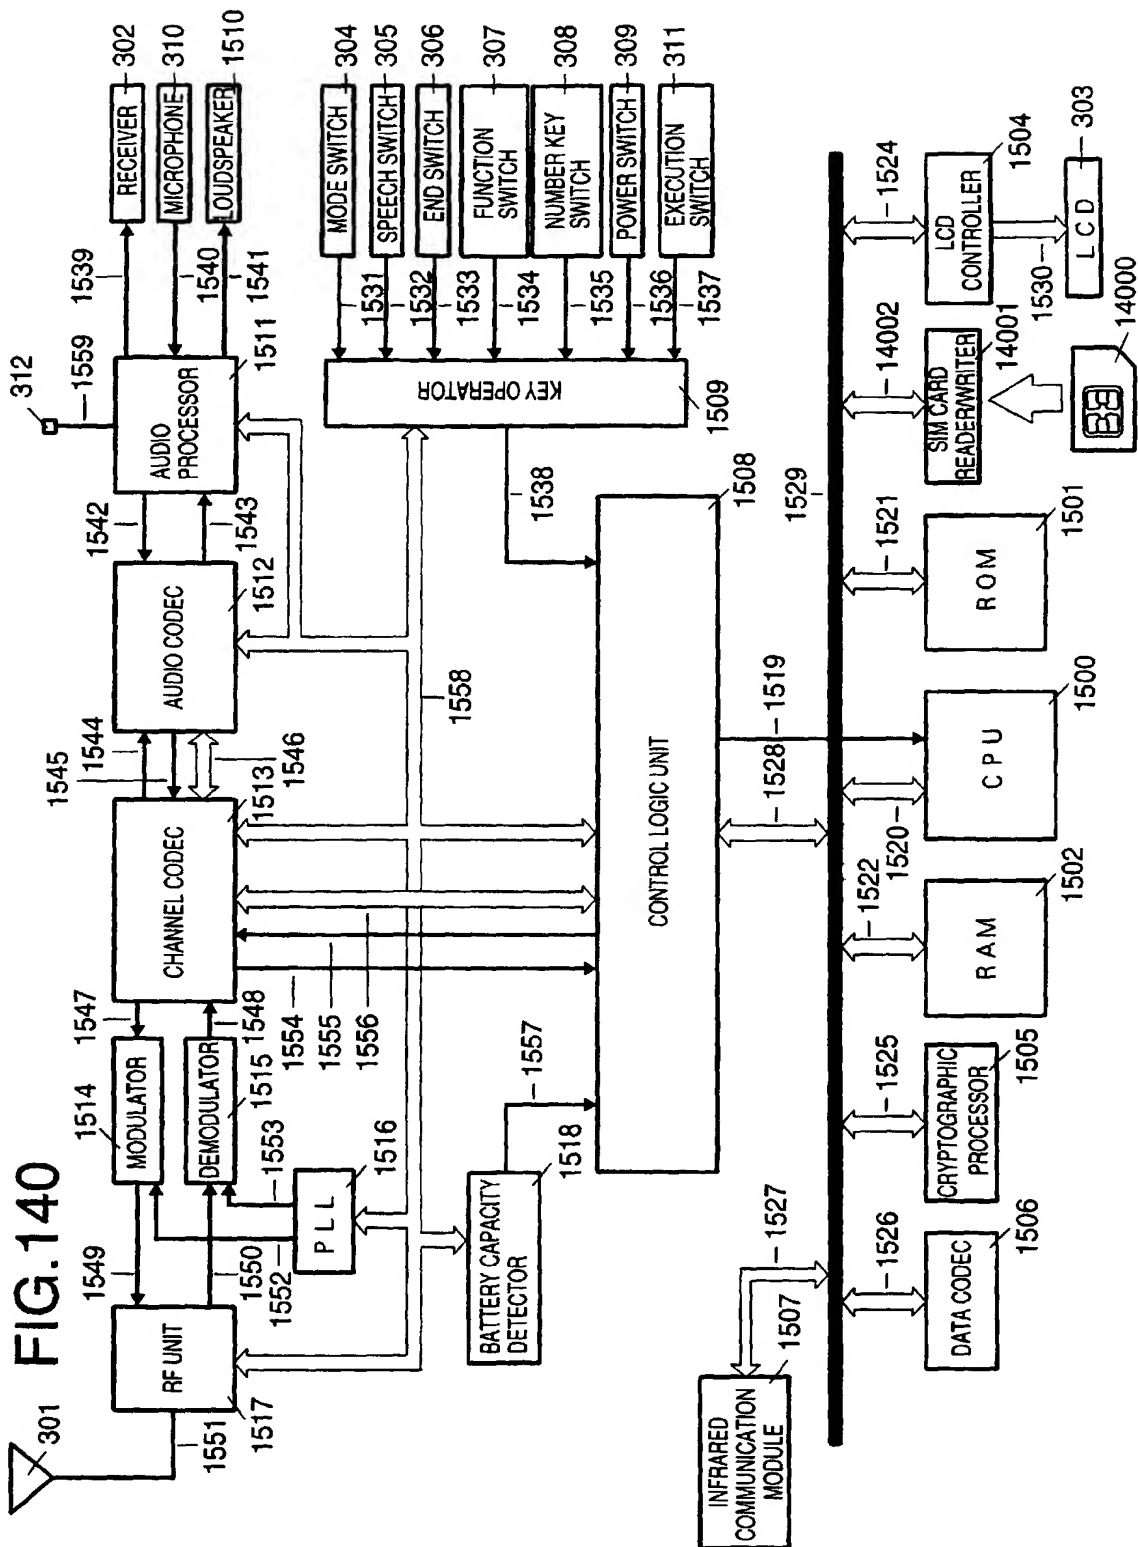 FIG.140
301
1551
RF UNIT
1517
1549
1550
1552
1514
MODULATOR
DEMODULATOR
1515
1553
PLL
1516
1547
1548
1554
1555
1556
CHANNEL CODEC
1513
1545
1544
1546
AUDIO CODEC
1512
1542
1543
312
1559
AUDIO
PROCESSOR
1511
1539
1540
1541
RECEIVER
302
MICROPHONE
310
LOUDSPEAKER
1510
MODE SWITCH
304
SPEECH SWITCH
305
END SWITCH
306
FUNCTION
SWITCH
307
NUMBER KEY
SWITCH
308
POWER SWITCH
309
EXECUTION
SWITCH
311
1531
1532
1533
1534
1535
1536
1537
KEY OPERATOR
1509
1538
1558
BATTERY CAPACITY
DETECTOR
1518
1557
CONTROL LOGIC UNIT
1508
1528
1519
1529
INFRARED
COMMUNICATION
MODULE
1507
1527
1526
DATA CODEC
1506
1525
CRYPTOGRAPHIC
PROCESSOR
1505
1522
RAM
1502
1520
CPU
1500
1521
ROM
1501
14002
SIM CARD
READER/WRITER
14001
14000
1524
LCD
CONTROLLER
1504
1530
LCD
303